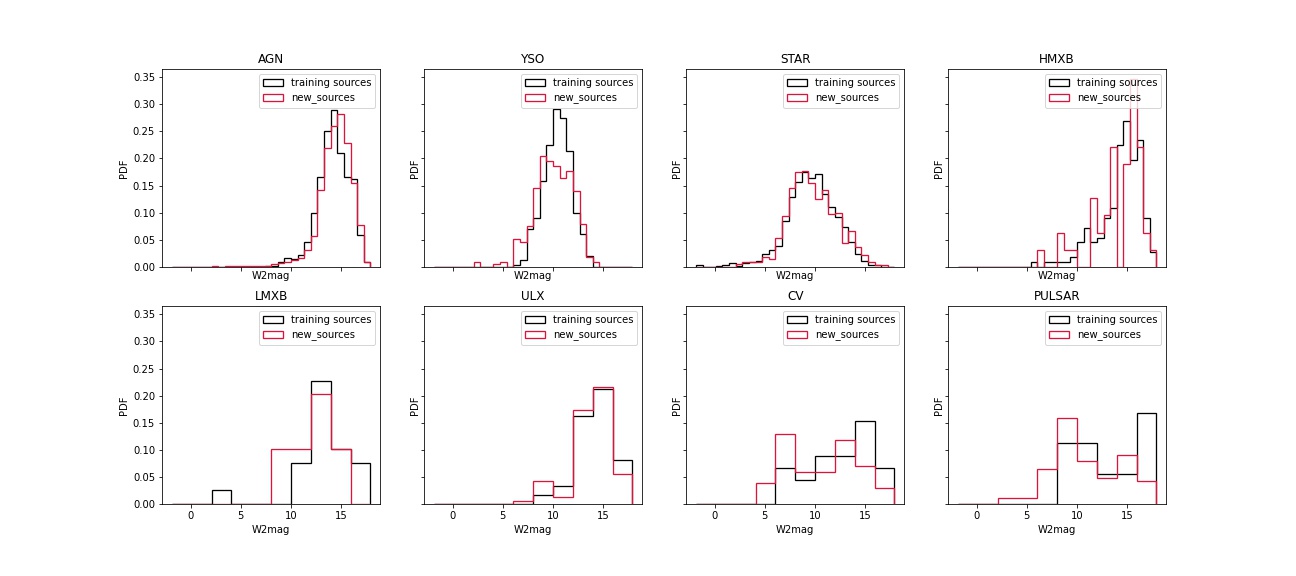 AGN YSO STAR HMXB
0.35 training sources training sources training sources training sources
0.30 new_sources new_sources new_sources new_sources
0.25
0.20
PDF PDF PDF PDF
0.15
0.10
0.05
0.00
W2mag W2mag W2mag W2mag
LMXB ULX CV PULSAR
0.35 training sources training sources training sources training sources
0.30 new_sources new_sources new_sources new_sources
0.25
0.20
PDF PDF PDF PDF
0.15
0.10
0.05
0.00
0 5 10 15 0 5 10 15 0 5 10 15 0 5 10 15
W2mag W2mag W2mag W2mag